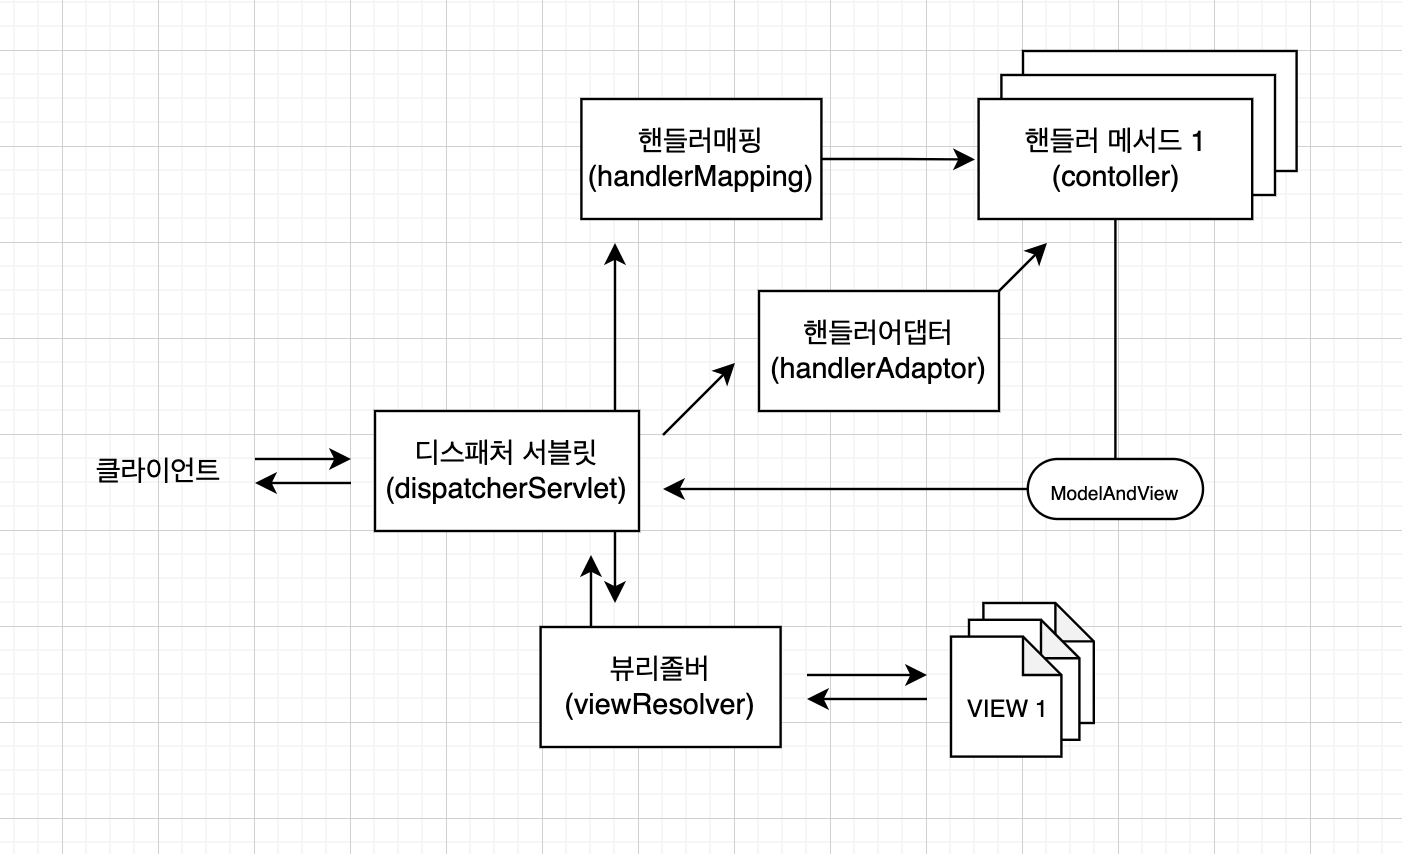 핸들러매핑
(handlerMapping)
핸들러 메서드 1
(contoller)
핸들러어댑터
(handlerAdaptor)
클라이언트
디스패처 서블릿
(dispatcherServlet)
ModelAndView
뷰리졸버
(viewResolver)
VIEW 1